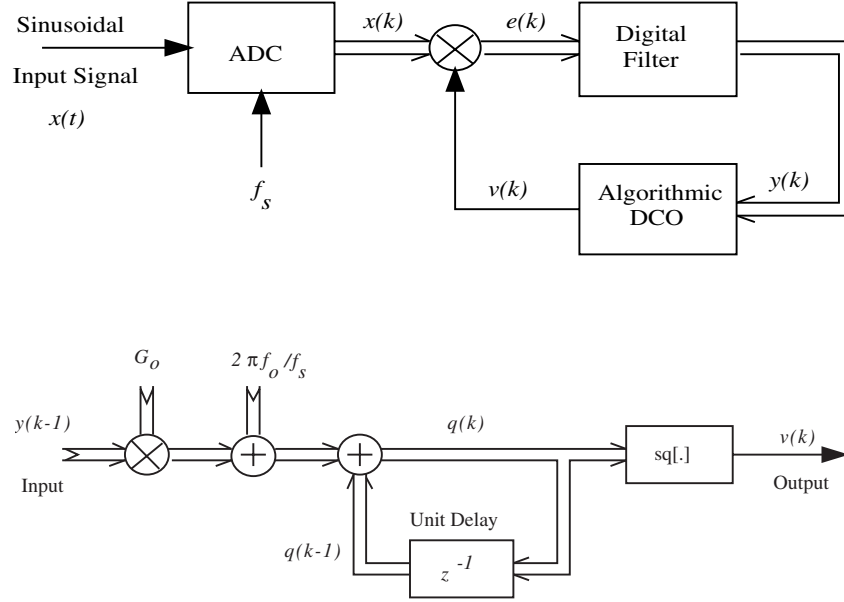 Sinusoidal
Input Signal
x(t)
ADC
f_s
x(k)
e(k)
Digital
Filter
v(k)
Algorithmic
DCO
y(k)
G_o
2 π f_o /f_s
y(k-1)
Input
q(k)
sq[.]
v(k)
Output
Unit Delay
q(k-1)
z^-1